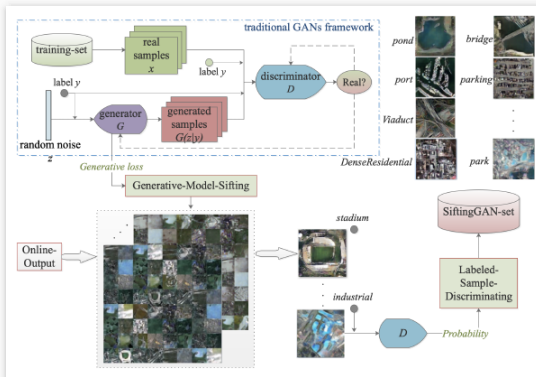 traditional GANs framework
training-set
real
samples
x
label y
label y
discriminator
D
Real?
generator
G
generated
samples
G(z|y)
random noise
z
Generative loss
Generative-Model-Sifting
Online-
Output
pond
bridge
port
parking
Viaduct
DenseResidential
park
SiftingGAN-set
stadium
industrial
Labeled-
Sample-
Discriminating
D
Probability